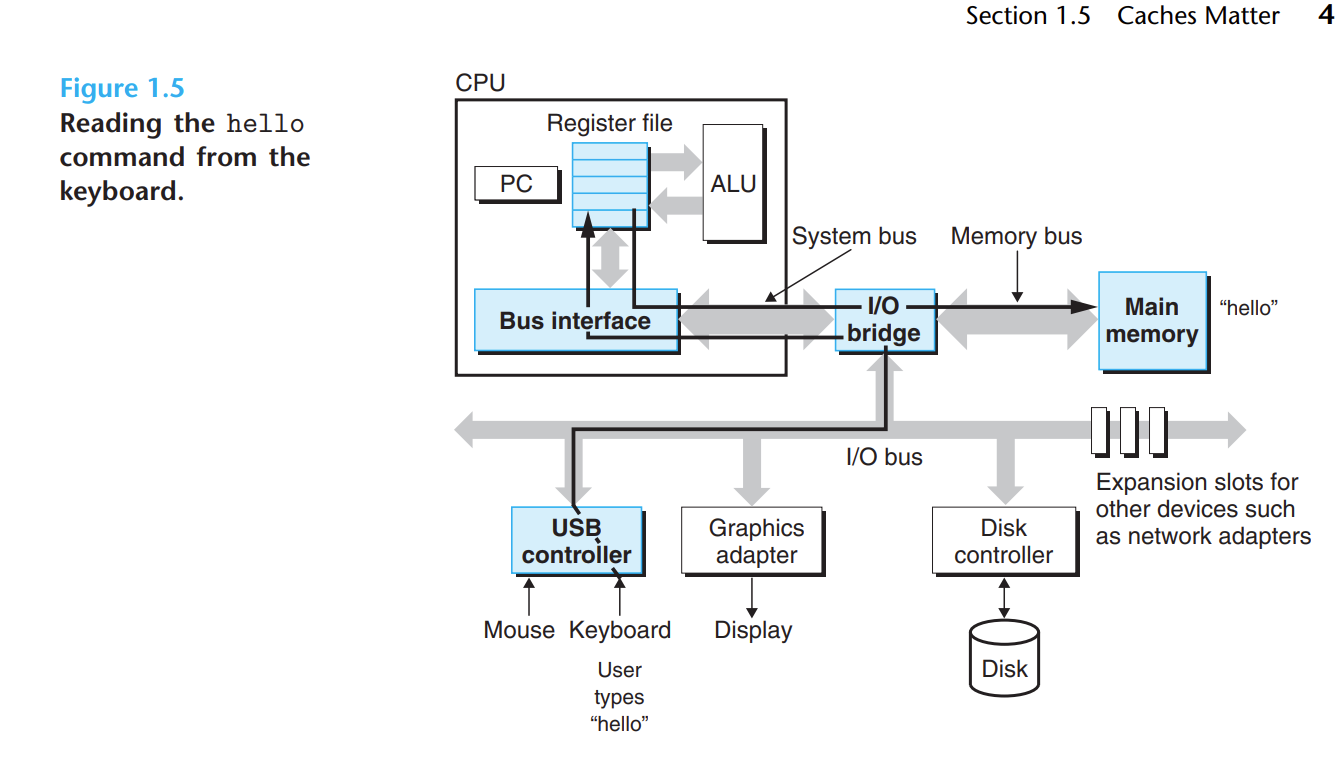 Section 1.5 Caches Matter 4
Figure 1.5
Reading the hello
command from the
keyboard.
CPU
Register file
PC
ALU
System bus
Memory bus
Bus interface
I/O
bridge
Main
memory
“hello”
I/O bus
Expansion slots for
other devices such
as network adapters
USB
controller
Graphics
adapter
Disk
controller
Mouse
Keyboard
Display
Disk
User
types
“hello”